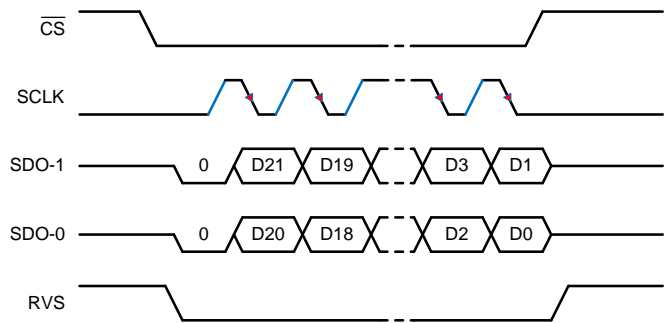 CS
SCLK
SDO-1 0 D21 D19 D3 D1
SDO-0 0 D20 D18 D2 D0
RVS